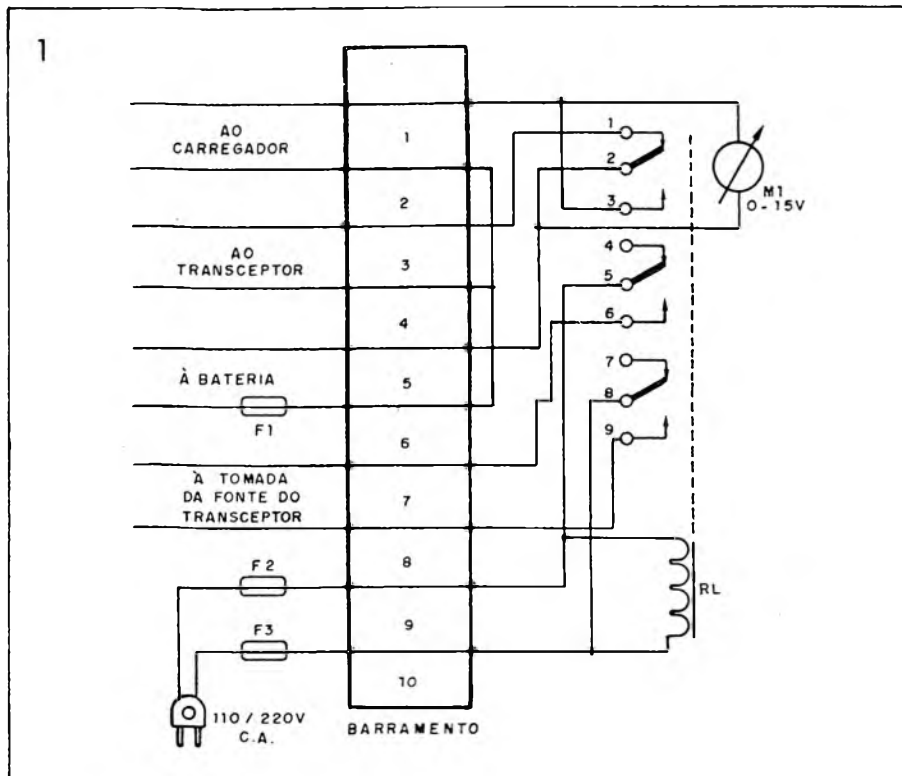 1
AO
CARREGADOR
AO
TRANSCEPTOR
À BATERIA
F1
À TOMADA
DA FONTE DO
TRANSCEPTOR
F2
F3
110 / 220V
C.A.
1
2
3
4
5
6
7
8
9
10
BARRAMENTO
1
2
3
4
5
6
7
8
9
M1
0-15V
RL